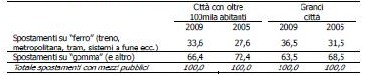 Città con oltre
100mila abitanti
Grandi
città
2009 2005 2009 2005
Spostamenti su "ferro" (treno,
metropolitana, tram, sistemi a fune ecc.) 33,6 27,6 36,5 31,5
Spostamenti su "gomma" (e altro) 66,4 72,4 63,5 68,5
Totale spostamenti con mezzi pubblici 100,0 100,0 100,0 100,0